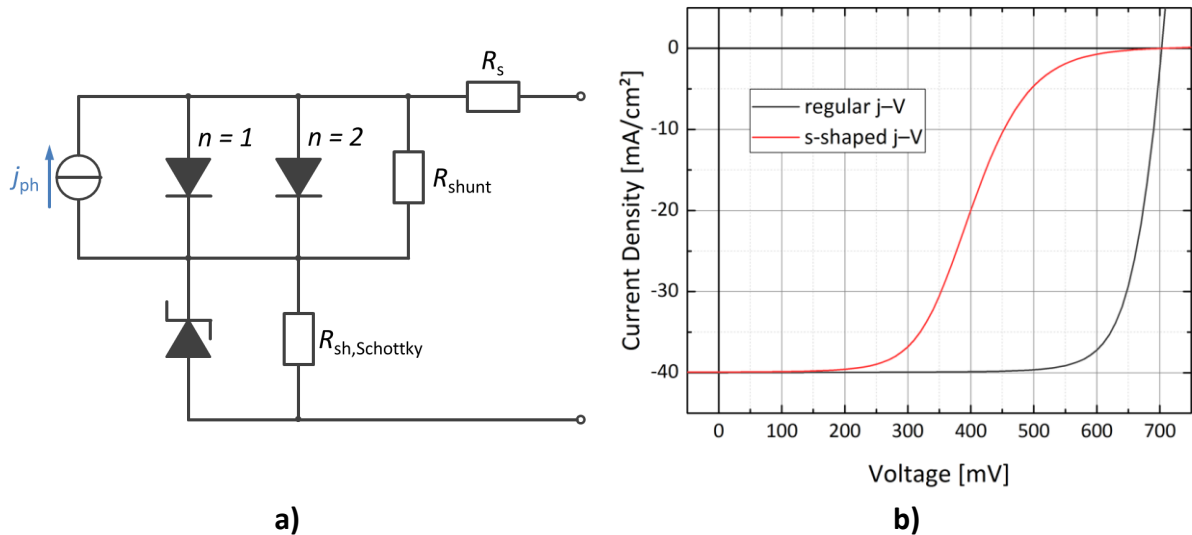 R_s
n = 1
n = 2
j_ph
R_shunt
R_sh,Schottky
a)
Current Density [mA/cm²]
0
-10
-20
-30
-40
regular j–V
s-shaped j–V
0 100 200 300 400 500 600 700
Voltage [mV]
b)